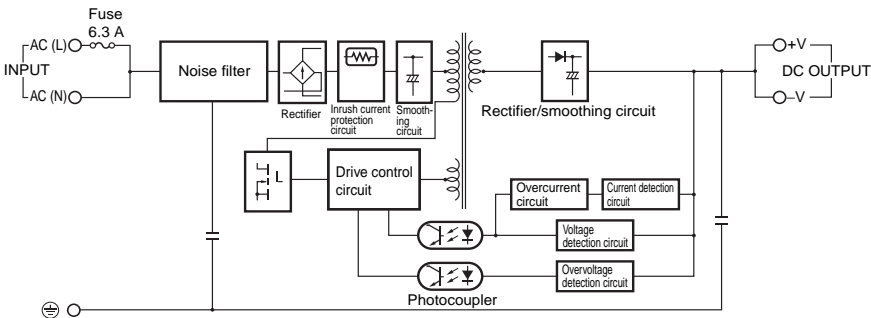 Fuse
6.3 A
AC (L)
INPUT
AC (N)
Noise filter
Rectifier
Inrush current
protection
circuit
Smooth-
ing
circuit
Rectifier/smoothing circuit
+V
DC OUTPUT
–V
Drive control
circuit
Overcurrent
circuit
Current detection
circuit
Voltage
detection circuit
Overvoltage
detection circuit
Photocoupler